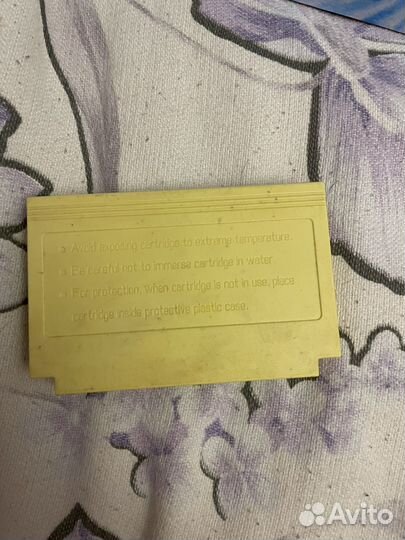 Avoid exposing cartridge to extreme temperature.
Be careful not to immerse cartridge in water.
For protection, when cartridge is not in use, place
cartridge inside protective plastic case.
Avito